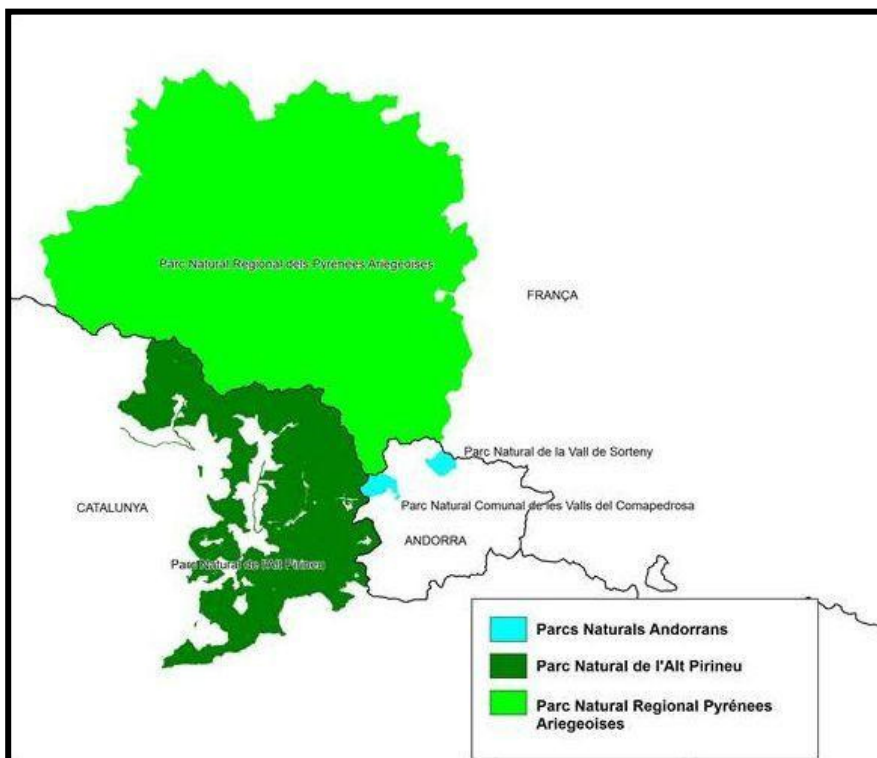 Parc Natural Regional dels Pyrénées Ariégeoises
FRANÇA
Parc Natural de la Vall de Sorteny
CATALUNYA
Parc Natural Comunal de les Valls del Comapedrosa
ANDORRA
Parc Natural de l'Alt Pirineu
Parcs Naturals Andorrans
Parc Natural de l'Alt Pirineu
Parc Natural Regional Pyrénees
Ariegeoises